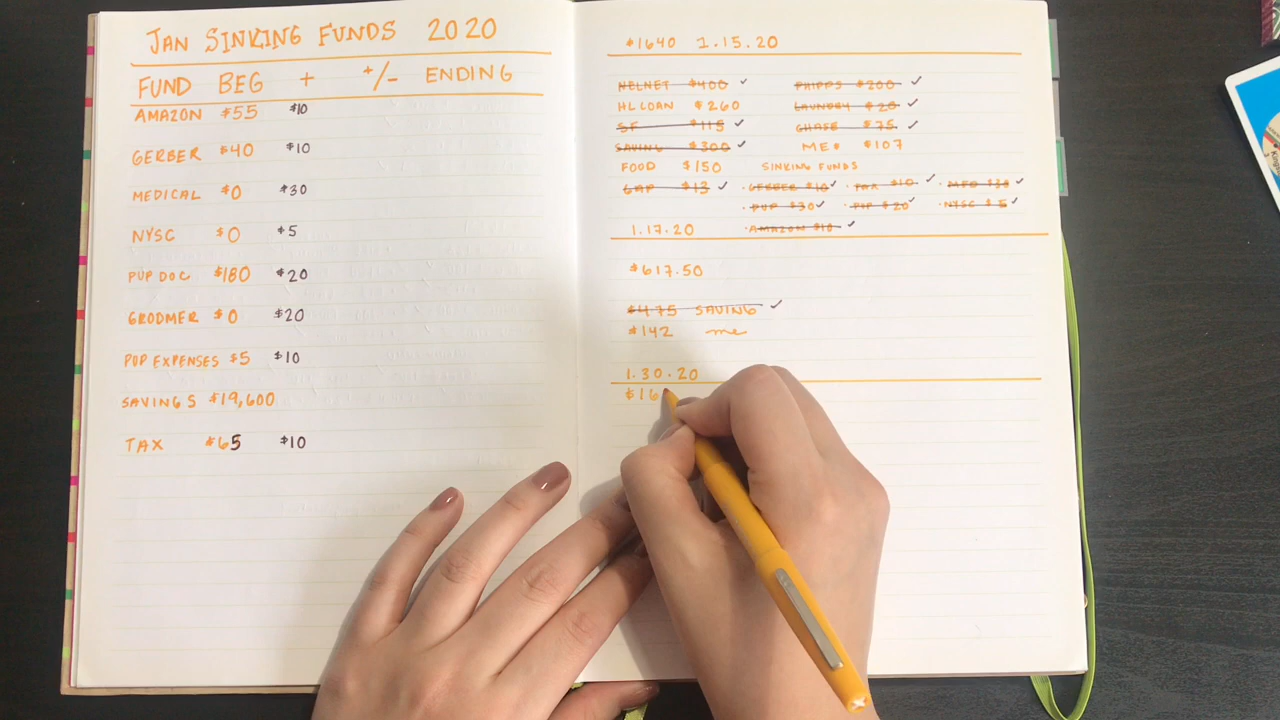 JAN SINKING FUNDS 2020
FUND BEG + +/- ENDING
AMAZON $55 $10
GERBER $40 $10
MEDICAL $0 $30
NYSC $0 $5
PUP DOC $180 $20
GROOMER $0 $20
PUP EXPENSES $5 $10
SAVINGS $19,600
TAX $65 $10
$1640 1.15.20
NELNET $400 ✓ PHIPPS $200 ✓
HL LOAN $260 LAUNDRY $20 ✓
SF $115 ✓ CHASE $75 ✓
SAVING $300 ✓ ME $107
FOOD $150 SINKING FUNDS
GAP $13 ✓ · GERBER $10 ✓ · TAX $10 ✓ · MED $30 ✓
· PUP $30 ✓ · PIP $20 ✓ · NYSC $5 ✓
1.17.20 · AMAZON $10 ✓
$617.50
$475 SAVING ✓
$142 me
1.30.20
$16